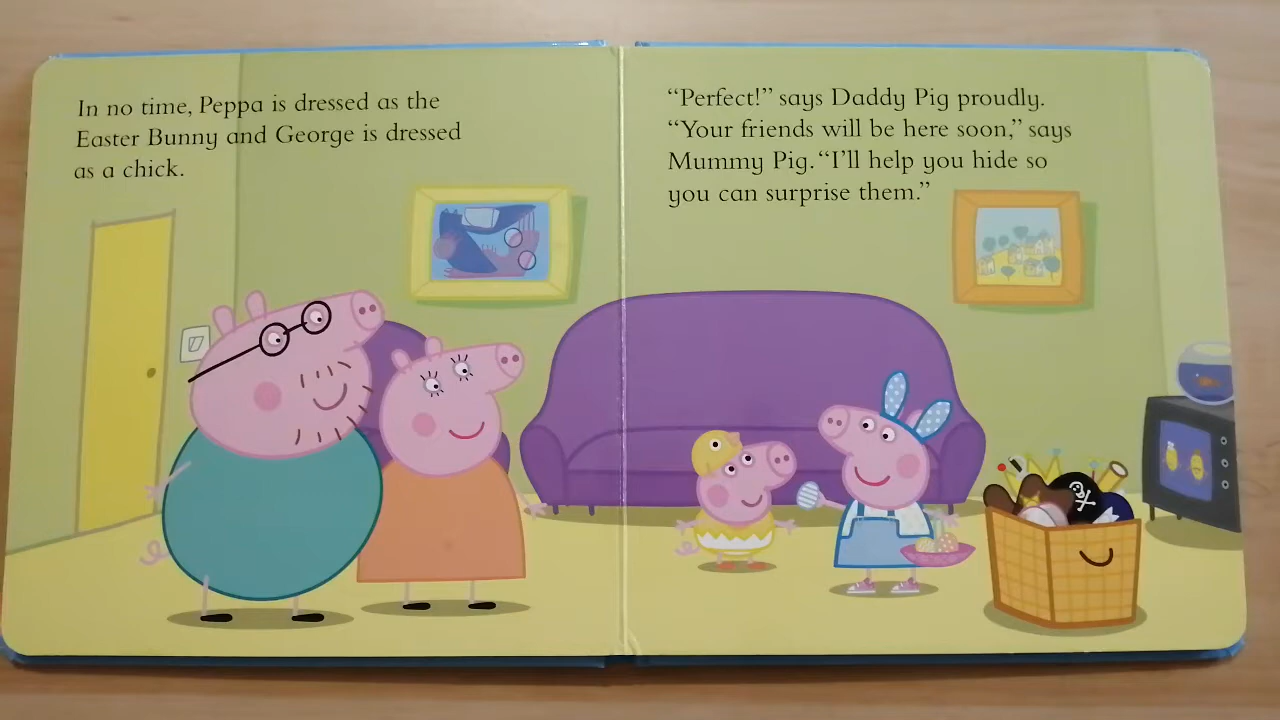 In no time, Peppa is dressed as the
Easter Bunny and George is dressed
as a chick.
“Perfect!” says Daddy Pig proudly.
“Your friends will be here soon,” says
Mummy Pig. “I’ll help you hide so
you can surprise them.”